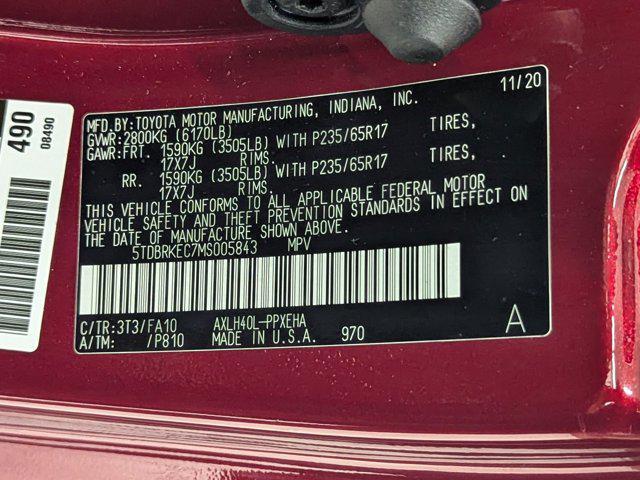 11/20
MFD.BY:TOYOTA MOTOR MANUFACTURING, INDIANA, INC.
GVWR:2800KG (6170LB)
GAWR:FRT. 1590KG (3505LB) WITH P235/65R17 TIRES,
17X7J RIMS.
RR. 1590KG (3505LB) WITH P235/65R17 TIRES,
17X7J RIMS.
THIS VEHICLE CONFORMS TO ALL APPLICABLE FEDERAL MOTOR
VEHICLE SAFETY AND THEFT PREVENTION STANDARDS IN EFFECT ON
THE DATE OF MANUFACTURE SHOWN ABOVE.
5TDBRKEC7MS005843 MPV
C/TR:3T3/FA10 AXLH40L-PPXEHA
A/TM: /P810 MADE IN U.S.A. 970
A
490
08490